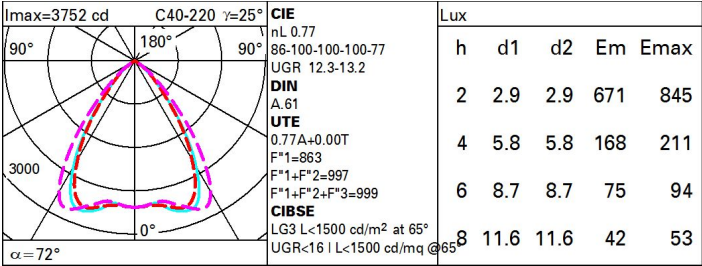 Imax=3752 cd C40-220 γ=25°
90° 180° 90°
3000
0°
α=72°
CIE
nL 0.77
86-100-100-100-77
UGR 12.3-13.2
DIN
A.61
UTE
0.77A+0.00T
F"1=863
F"1+F"2=997
F"1+F"2+F"3=999
CIBSE
LG3 L<1500 cd/m² at 65°
UGR<16 | L<1500 cd/mq @65°
Lux
h d1 d2 Em Emax
2 2.9 2.9 671 845
4 5.8 5.8 168 211
6 8.7 8.7 75 94
8 11.6 11.6 42 53